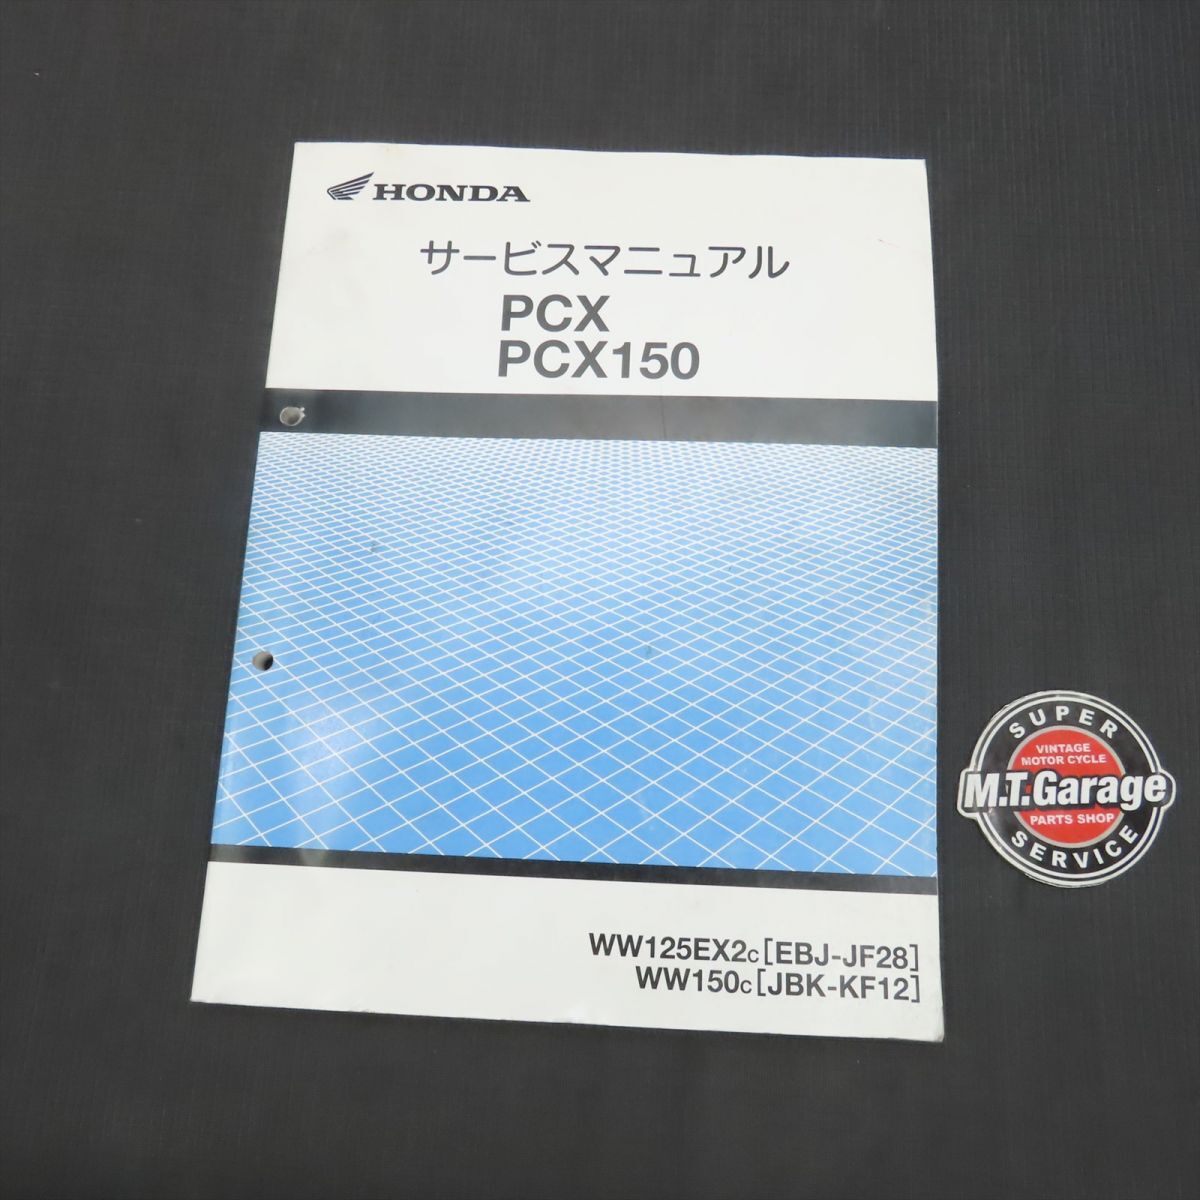 HONDA
サービスマニュアル
PCX
PCX150
WW125EX2C [EBJ-JF28]
WW150C [JBK-KF12]
SUPER
VINTAGE
MOTOR CYCLE
M.T.Garage
PARTS SHOP
SERVICE